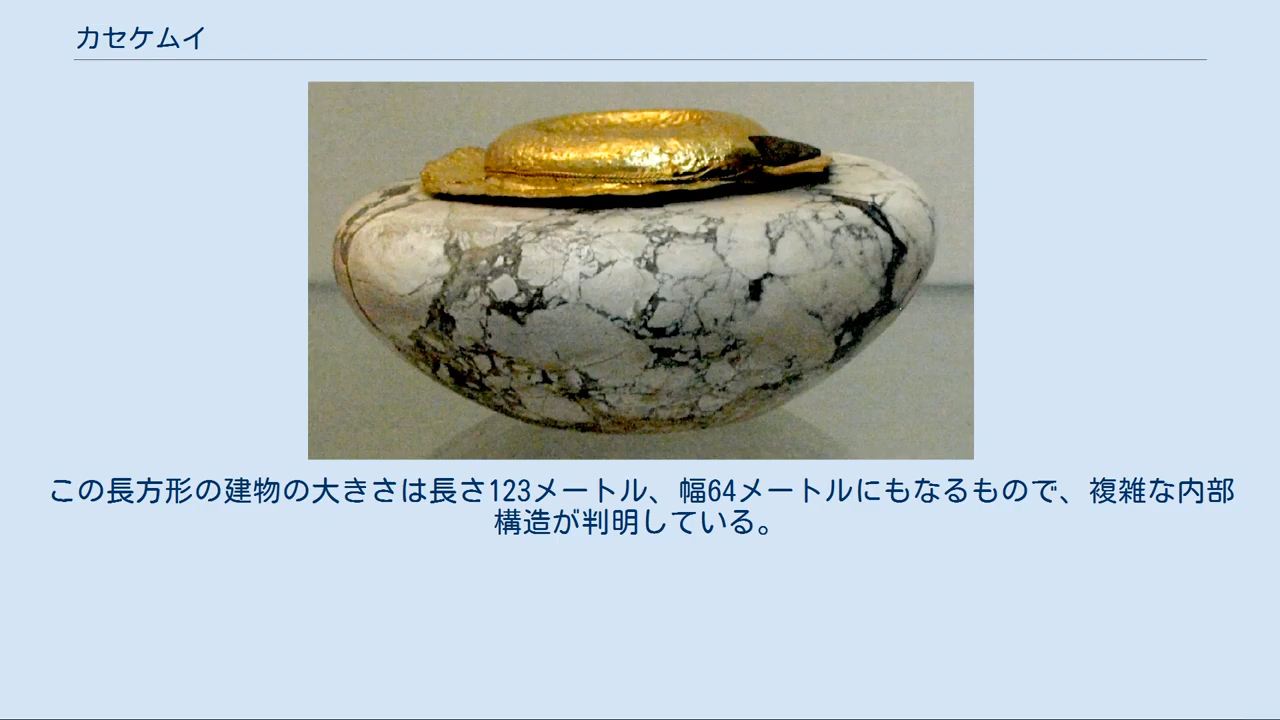 カセケムイ
この長方形の建物の大きさは長さ123メートル、幅64メートルにもなるもので、複雑な内部
構造が判明している。